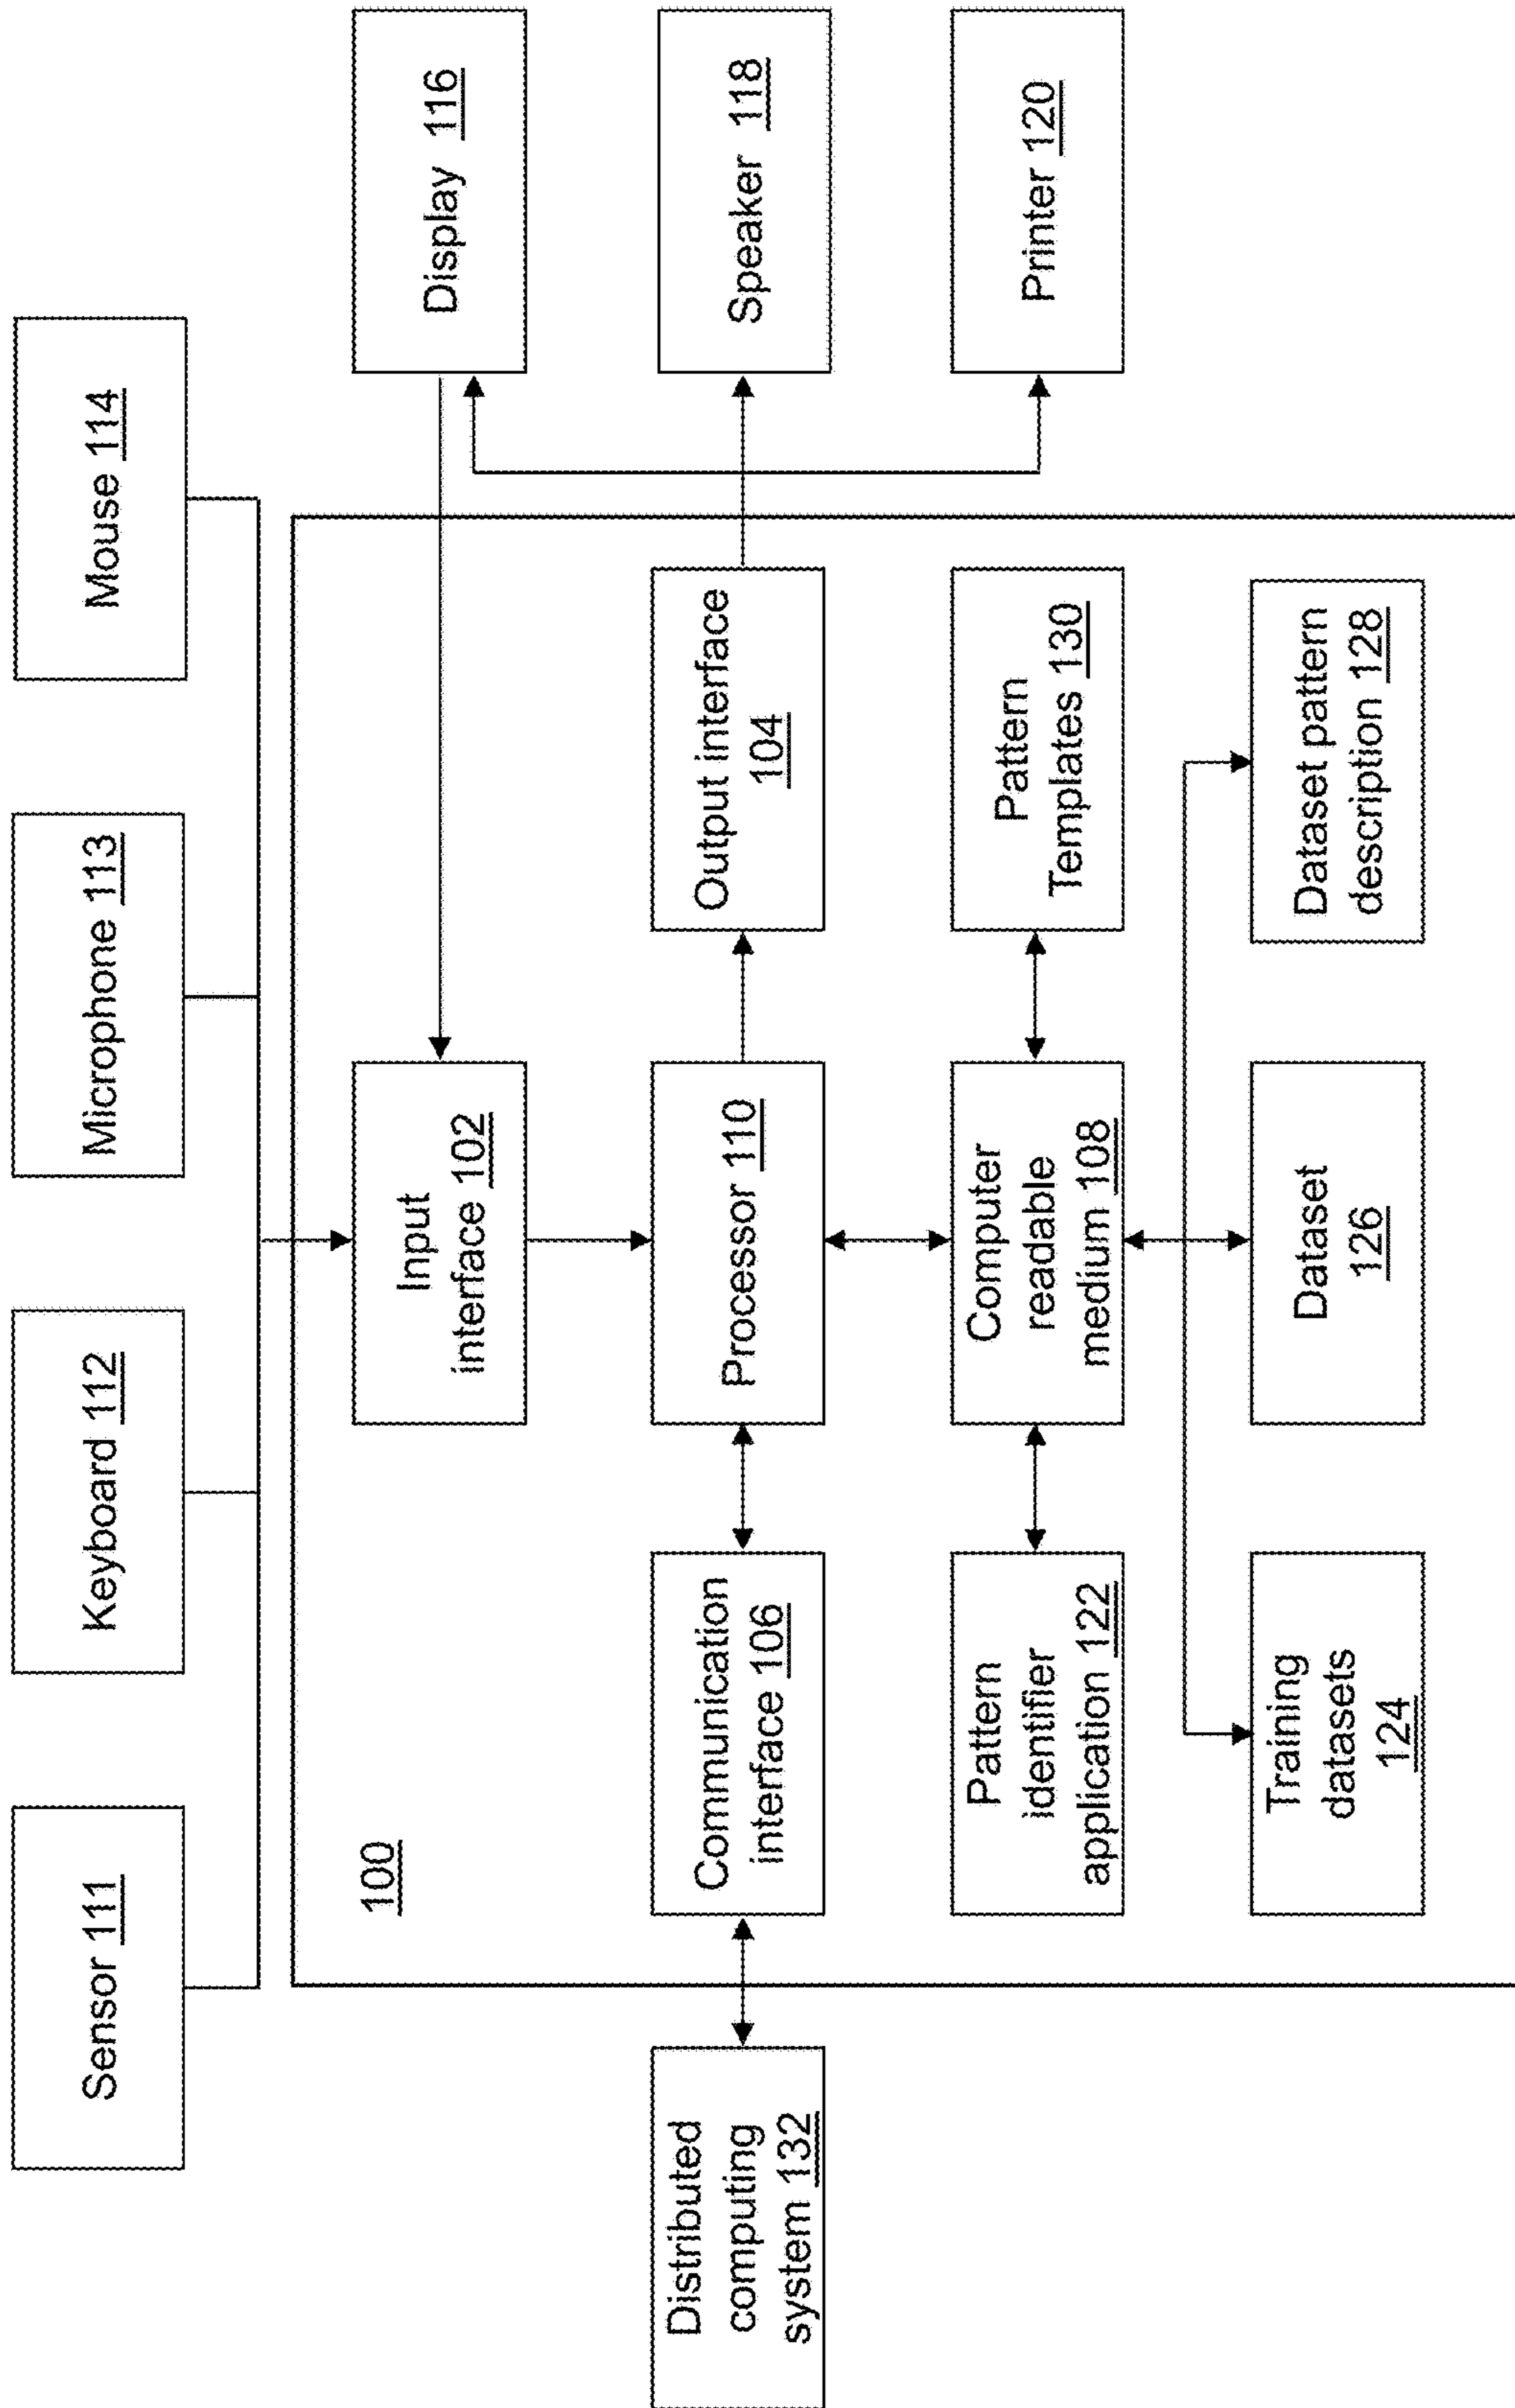 Sensor 111
Keyboard 112
Microphone 113
Mouse 114
100
Input
interface 102
Display 116
Distributed
computing
system 132
Communication
interface 106
Processor 110
Output interface
104
Speaker 118
Pattern
identifier
application 122
Computer
readable
medium 108
Pattern
Templates 130
Printer 120
Training
datasets
124
Dataset
126
Dataset pattern
description 128